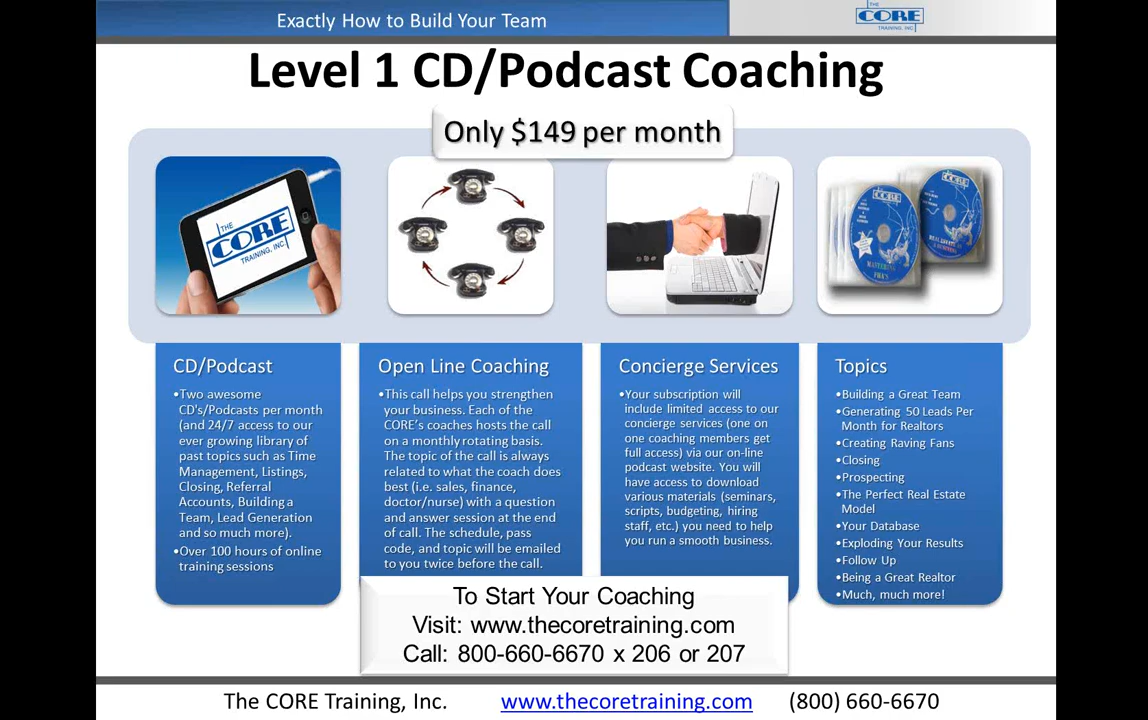 Exactly How to Build Your Team
THE
CORE
TRAINING, INC
Level 1 CD/Podcast Coaching
Only $149 per month
THE
CORE
TRAINING, INC
CORE
CORE
CD/Podcast
•Two awesome
CD's/Podcasts per month
(and 24/7 access to our
ever growing library of
past topics such as Time
Management, Listings,
Closing, Referral
Accounts, Building a
Team, Lead Generation
and so much more).
•Over 100 hours of online
training sessions
Open Line Coaching
•This call helps you strengthen
your business. Each of the
CORE's coaches hosts the call
on a monthly rotating basis.
The topic of the call is always
related to what the coach does
best (i.e. sales, finance,
doctor/nurse) with a question
and answer session at the end
of call. The schedule, pass
code, and topic will be emailed
to you twice before the call.
Concierge Services
•Your subscription will
include limited access to our
concierge services (one on
one coaching members get
full access) via our on-line
podcast website. You will
have access to download
various materials (seminars,
scripts, budgeting, hiring
staff, etc.) you need to help
you run a smooth business.
Topics
•Building a Great Team
•Generating 50 Leads Per
Month for Realtors
•Creating Raving Fans
•Closing
•Prospecting
•The Perfect Real Estate
Model
•Your Database
•Exploding Your Results
•Follow Up
•Being a Great Realtor
•Much, much more!
To Start Your Coaching
Visit: www.thecoretraining.com
Call: 800-660-6670 x 206 or 207
The CORE Training, Inc. www.thecoretraining.com (800) 660-6670